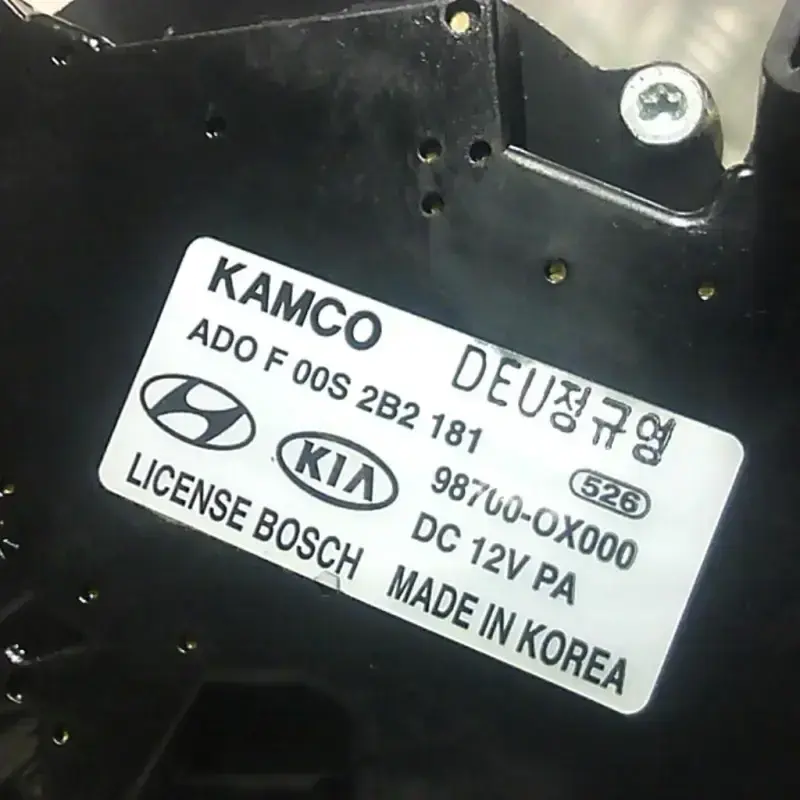 KAMCO
ADO F 00S 2B2 181
DEU정규영
KIA
98700-OX000
526
LICENSE BOSCH
DC 12V PA
MADE IN KOREA